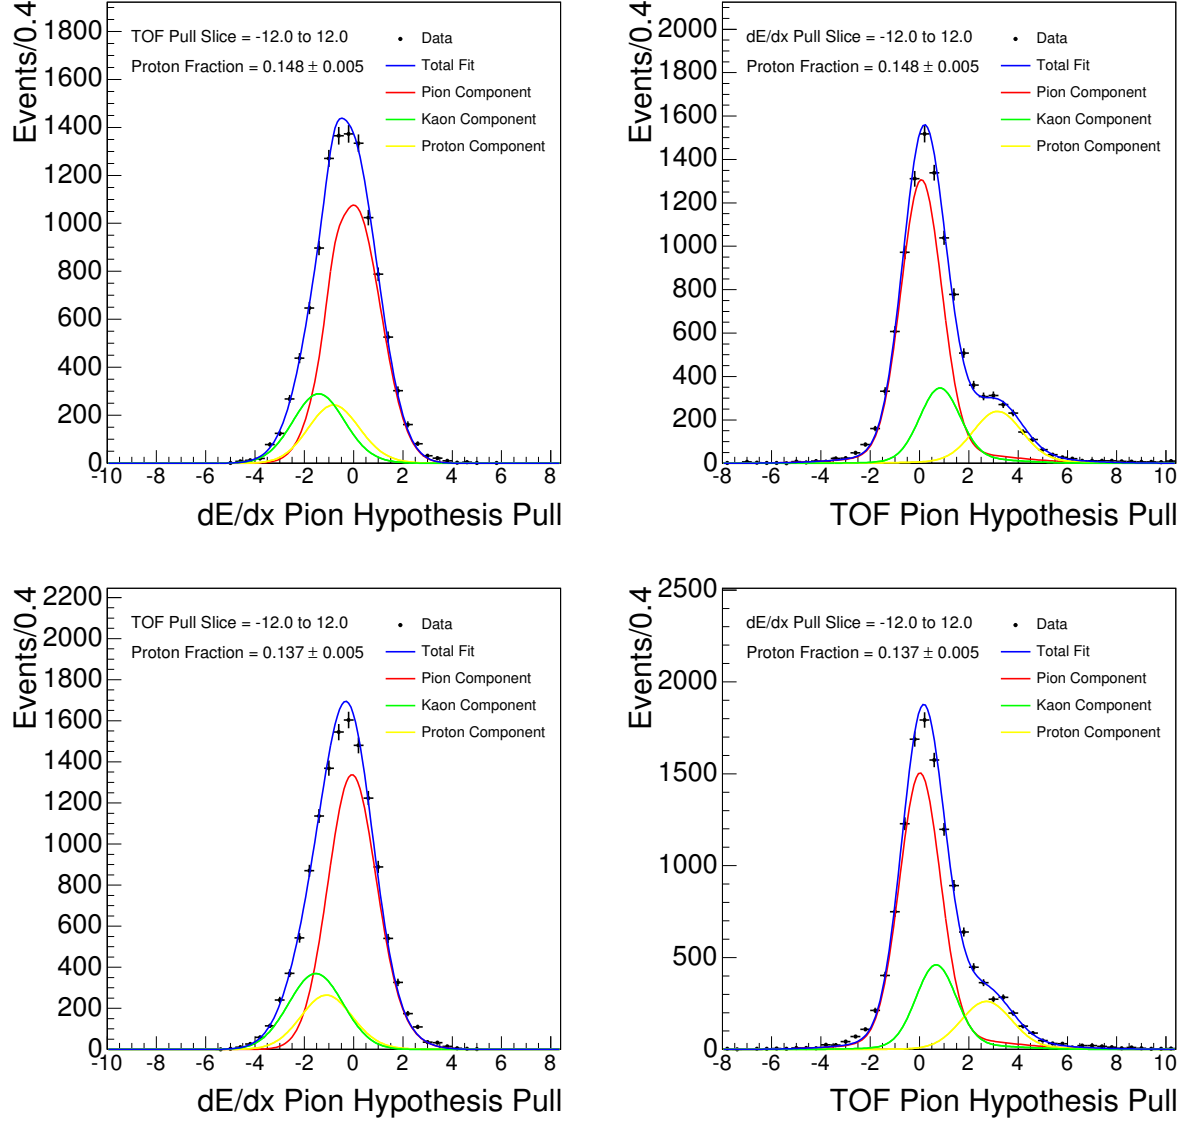 Events/0.4
1800
1600
1400
1200
1000
800
600
400
200
0
TOF Pull Slice = -12.0 to 12.0
Proton Fraction = 0.148 ± 0.005
Data
Total Fit
Pion Component
Kaon Component
Proton Component
-10 -8 -6 -4 -2 0 2 4 6 8
dE/dx Pion Hypothesis Pull
Events/0.4
2000
1800
1600
1400
1200
1000
800
600
400
200
0
dE/dx Pull Slice = -12.0 to 12.0
Proton Fraction = 0.148 ± 0.005
Data
Total Fit
Pion Component
Kaon Component
Proton Component
-8 -6 -4 -2 0 2 4 6 8 10
TOF Pion Hypothesis Pull
Events/0.4
2200
2000
1800
1600
1400
1200
1000
800
600
400
200
0
TOF Pull Slice = -12.0 to 12.0
Proton Fraction = 0.137 ± 0.005
Data
Total Fit
Pion Component
Kaon Component
Proton Component
-10 -8 -6 -4 -2 0 2 4 6 8
dE/dx Pion Hypothesis Pull
Events/0.4
2500
2000
1500
1000
500
0
dE/dx Pull Slice = -12.0 to 12.0
Proton Fraction = 0.137 ± 0.005
Data
Total Fit
Pion Component
Kaon Component
Proton Component
-8 -6 -4 -2 0 2 4 6 8 10
TOF Pion Hypothesis Pull